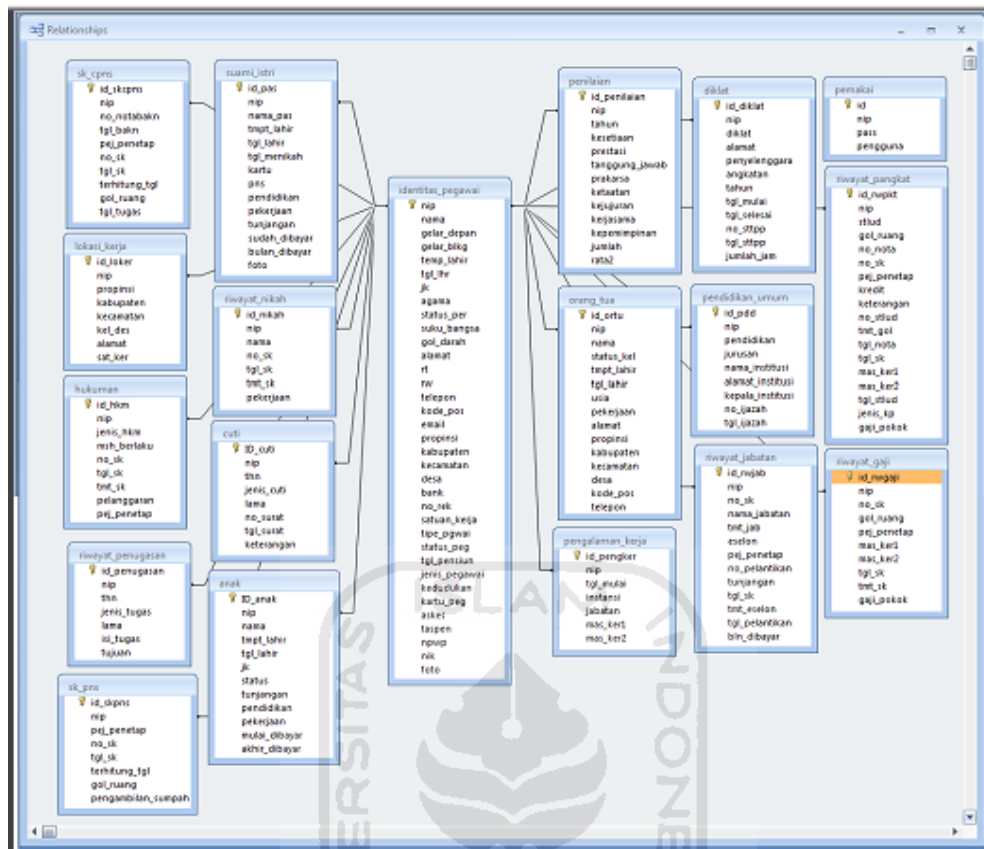 Relationships
sk_cpns
id_skcpns
nip
no_notabakn
tgl_bakn
pej_penetap
no_sk
tgl_sk
terhitung_tgl
gol_ruang
tgl_tugas
lokasi_kerja
id_loker
nip
propinsi
kabupaten
kecamatan
kel_des
alamat
sat_ker
hukuman
id_hkm
nip
jenis_hkm
msh_berlaku
no_sk
tgl_sk
tmt_sk
pelanggaran
pej_penetap
riwayat_penugasan
id_penugasan
nip
thn
jenis_tugas
lama
isi_tugas
tujuan
sk_pns
id_skpns
nip
pej_penetap
no_sk
tgl_sk
terhitung_tgl
gol_ruang
pengambilan_sumpah
suami_istri
id_pas
nip
nama_pas
tmpt_lahir
tgl_lahir
tgl_menikah
kartu
pns
pendidikan
pekerjaan
tunjangan
sudah_dibayar
bulan_dibayar
foto
riwayat_nikah
id_nikah
nip
nama
no_sk
tgl_sk
tmt_sk
pekerjaan
cuti
ID_cuti
nip
thn
jenis_cuti
lama
no_surat
tgl_surat
keterangan
anak
ID_anak
nip
nama
tmpt_lahir
tgl_lahir
jk
status
tunjangan
pendidikan
pekerjaan
mulai_dibayar
akhir_dibayar
identitas_pegawai
nip
nama
gelar_depan
gelar_blkg
temp_lahir
tgl_lhr
jk
agama
status_per
suku_bangsa
gol_darah
alamat
rt
rw
telepon
kode_pos
email
propinsi
kabupaten
kecamatan
desa
bank
no_rek
satuan_kerja
tipe_pgwai
status_peg
tgl_pensiun
jenis_pegawai
kedudukan
kartu_peg
askes
taspen
npwp
nik
foto
penilaian
id_penilaian
nip
tahun
kesetiaan
prestasi
tanggung_jawab
prakarsa
ketaatan
kejujuran
kerjasama
kepemimpinan
jumlah
rata2
orang_tua
id_ortu
nip
nama
status_kel
tmpt_lahir
tgl_lahir
usia
pekerjaan
alamat
propinsi
kabupaten
kecamatan
desa
kode_pos
telepon
pengalaman_kerja
id_pengker
nip
tgl_mulai
instansi
jabatan
mas_ker1
mas_ker2
diklat
id_diklat
nip
diklat
alamat
penyelenggara
angkatan
tahun
tgl_mulai
tgl_selesai
no_sttpp
tgl_sttpp
jumlah_jam
pendidikan_umum
id_pdd
nip
pendidikan
jurusan
nama_institusi
alamat_institusi
kepala_institusi
no_ijazah
tgl_ijazah
riwayat_jabatan
id_rwjab
nip
no_sk
nama_jabatan
tmt_jab
eselon
pej_penetap
no_pelantikan
tunjangan
tgl_sk
tmt_eselon
tgl_pelantikan
bln_dibayar
pemakai
id
nip
pass
pengguna
riwayat_pangkat
id_rwpkt
nip
stlud
gol_ruang
no_nota
no_sk
pej_penetap
kredit
keterangan
no_stlud
tmt_gol
tgl_nota
tgl_sk
mas_ker1
mas_ker2
tgl_stlud
jenis_kp
gaji_pokok
riwayat_gaji
id_rwgaji
nip
no_sk
gol_ruang
pej_penetap
mas_ker1
mas_ker2
tgl_sk
tmt_sk
gaji_pokok